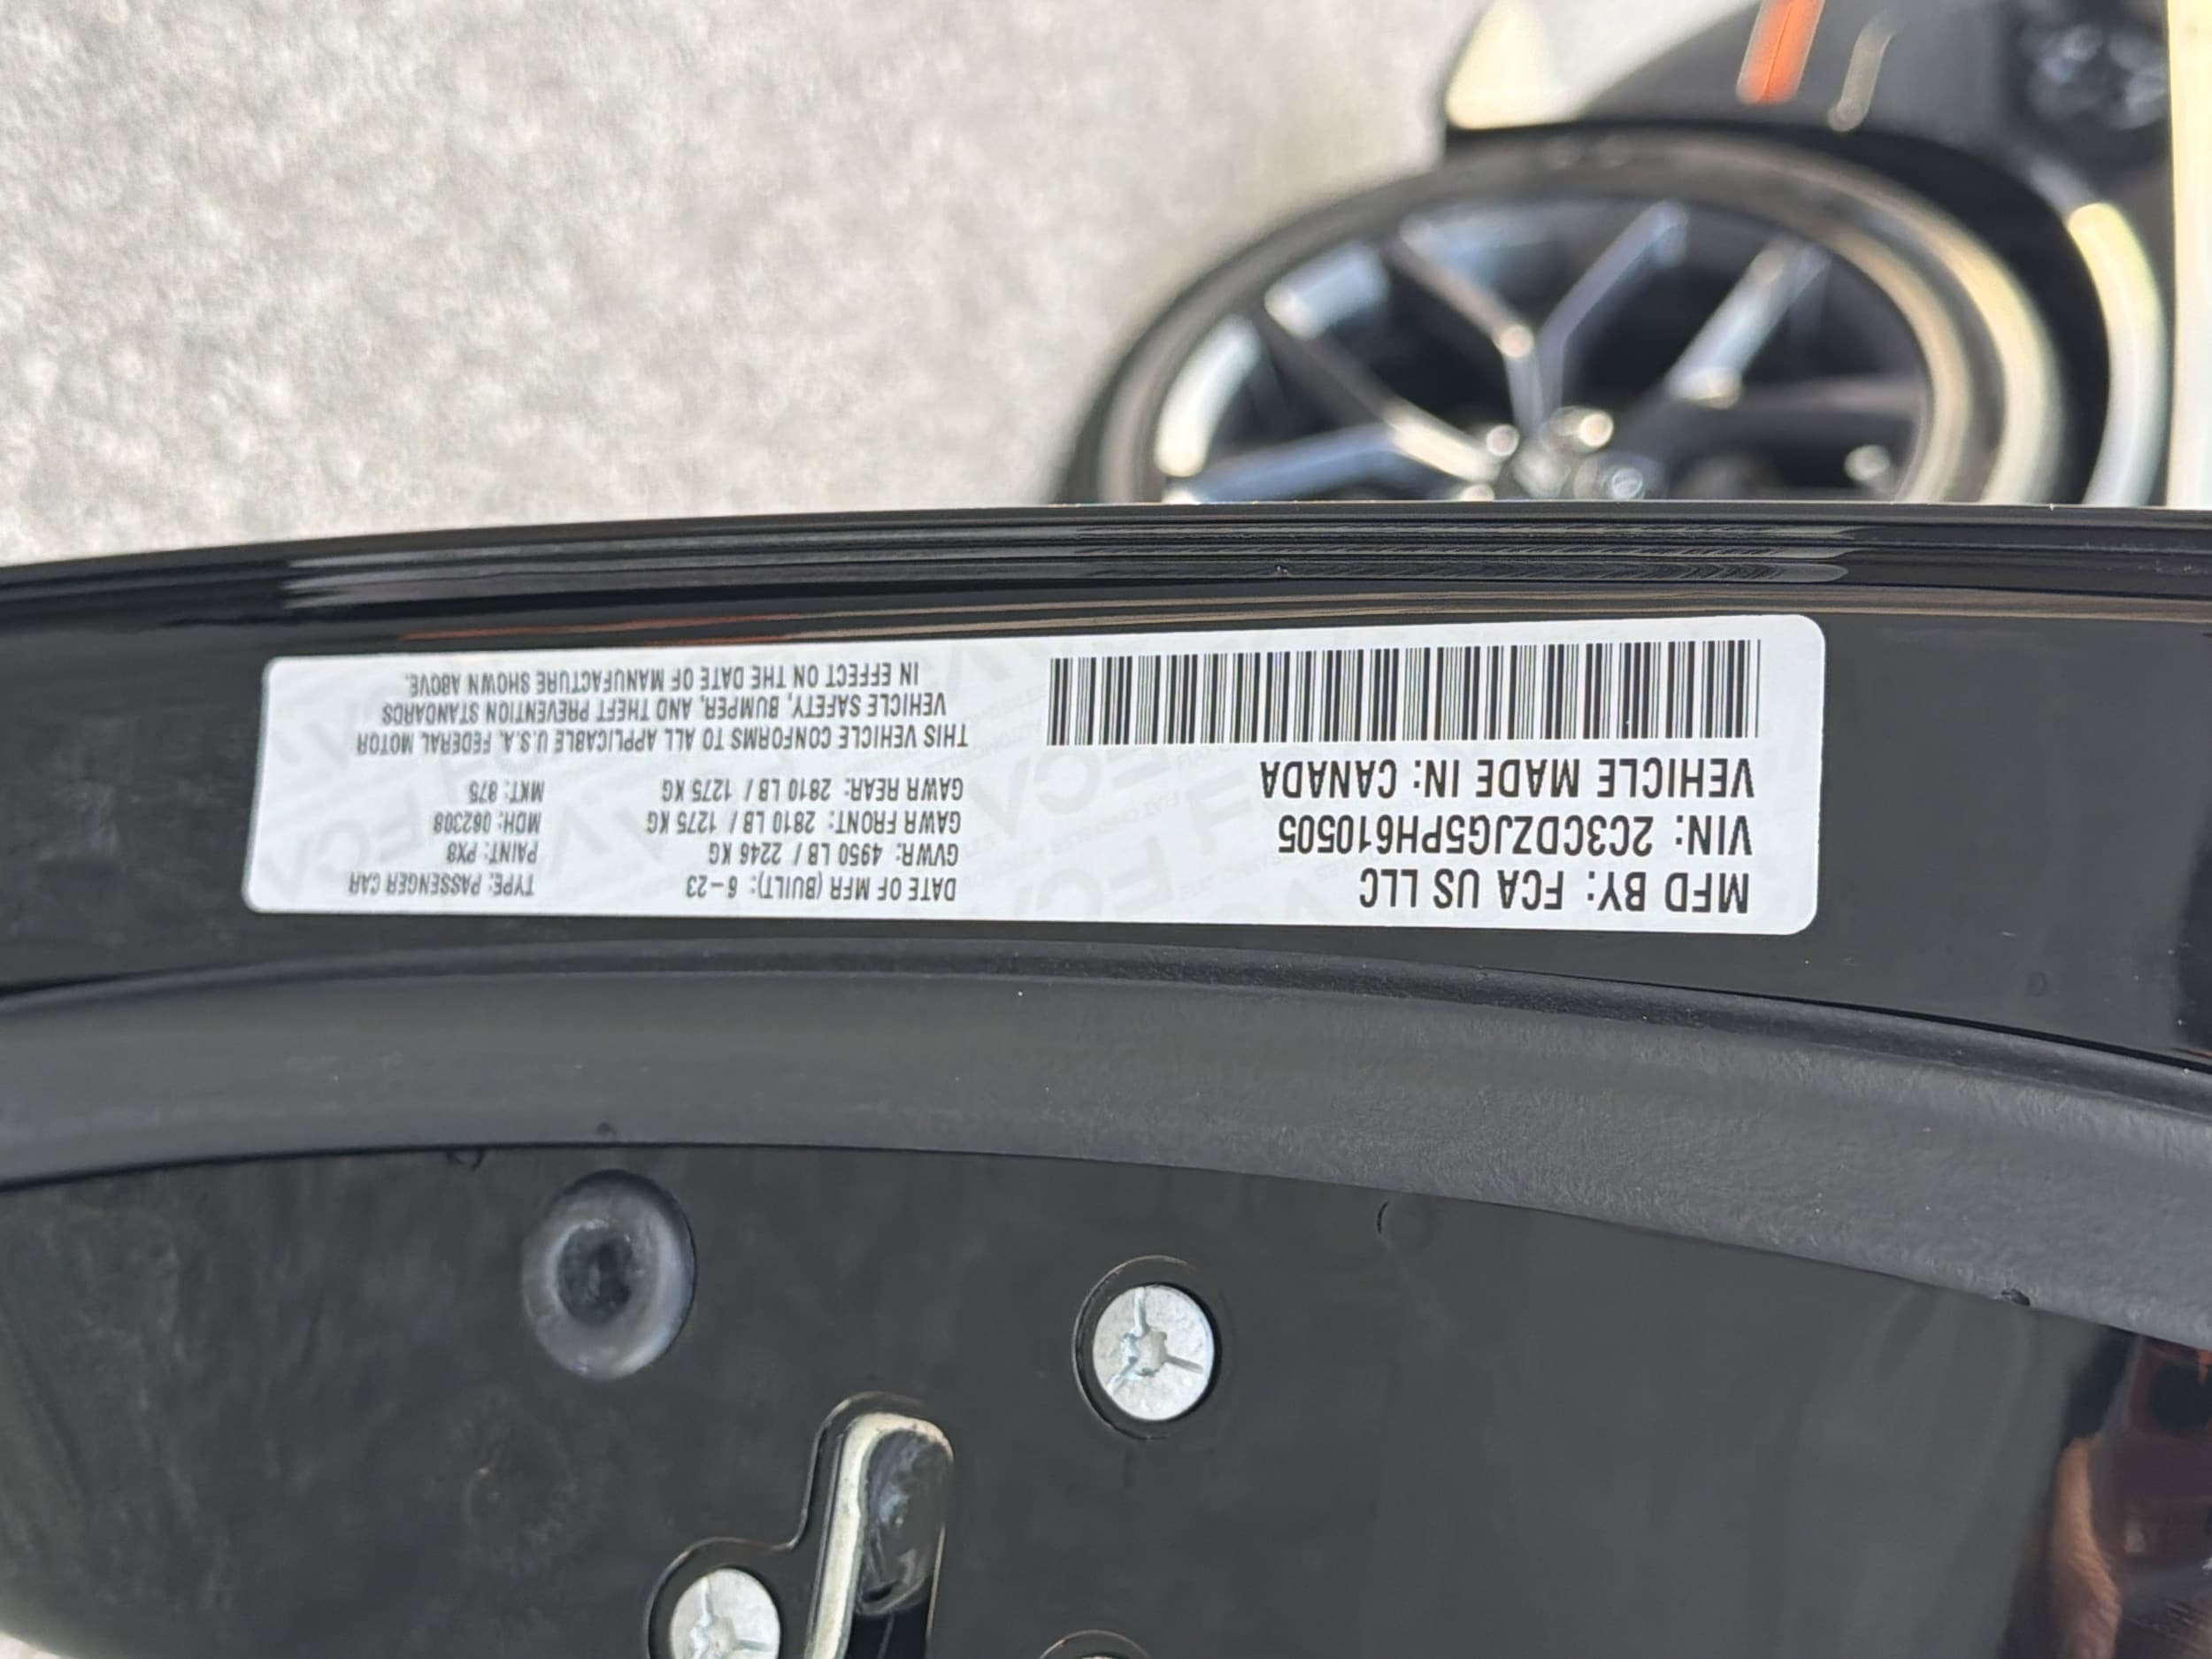 MFD BY: FCA US LLC
VIN: 2C3CDZJG5PH610505
VEHICLE MADE IN: CANADA
DATE OF MFR (BUILT): 6-23 TYPE: PASSENGER CAR
GVWR: 4950 LB / 2246 KG PAINT: PX8
GAWR FRONT: 2810 LB / 1275 KG MDH: 062308
GAWR REAR: 2810 LB / 1275 KG MKT: 875
THIS VEHICLE CONFORMS TO ALL APPLICABLE U.S.A. FEDERAL MOTOR
VEHICLE SAFETY, BUMPER, AND THEFT PREVENTION STANDARDS
IN EFFECT ON THE DATE OF MANUFACTURE SHOWN ABOVE.